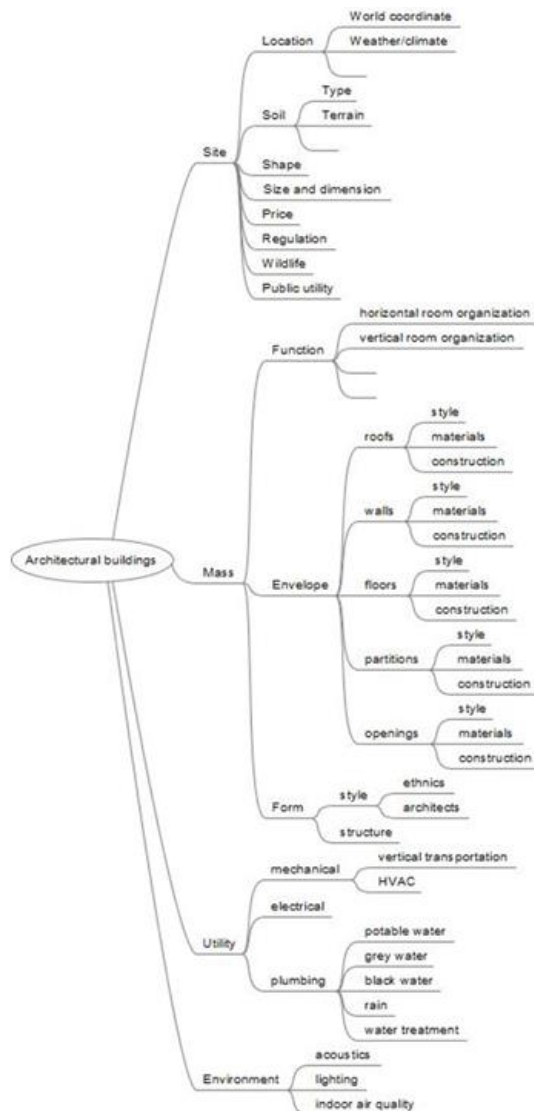 World coordinate
Location
Weather/climate
Type
Soil
Terrain
Site
Shape
Size and dimension
Price
Regulation
Wildlife
Public utility
horizontal room organization
Function
vertical room organization
style
roofs
materials
construction
style
walls
materials
construction
Architectural buildings
Mass
Envelope
style
floors
materials
construction
style
partitions
materials
construction
style
openings
materials
construction
ethnics
style
Form
architects
structure
vertical transportation
mechanical
HVAC
electrical
Utility
potable water
grey water
plumbing
black water
rain
water treatment
acoustics
Environment
lighting
indoor air quality